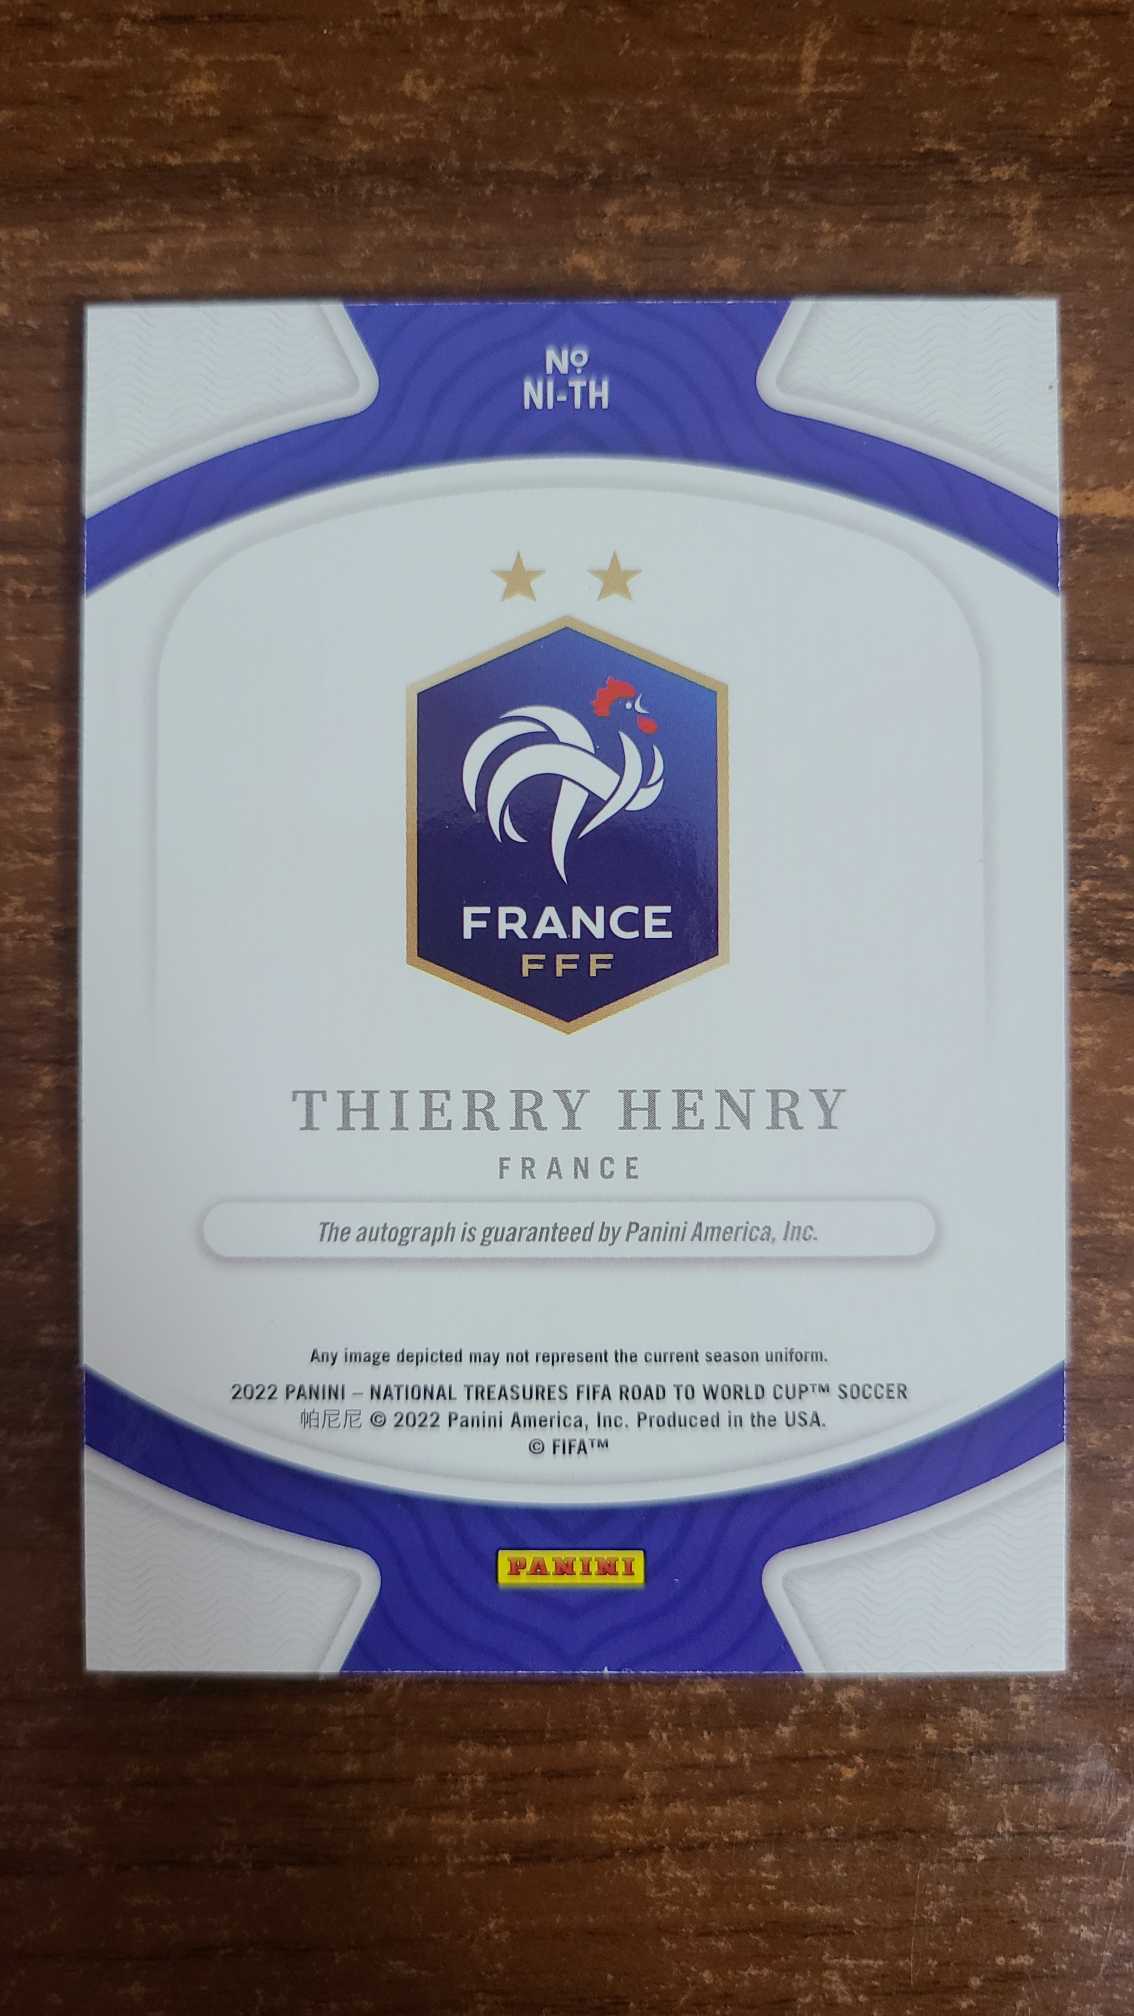 Nº
NI-TH
FRANCE
FFF
THIERRY HENRY
FRANCE
The autograph is guaranteed by Panini America, Inc.
Any image depicted may not represent the current season uniform.
2022 PANINI – NATIONAL TREASURES FIFA ROAD TO WORLD CUP™ SOCCER
帕尼尼 © 2022 Panini America, Inc. Produced in the USA.
© FIFA™
PANINI